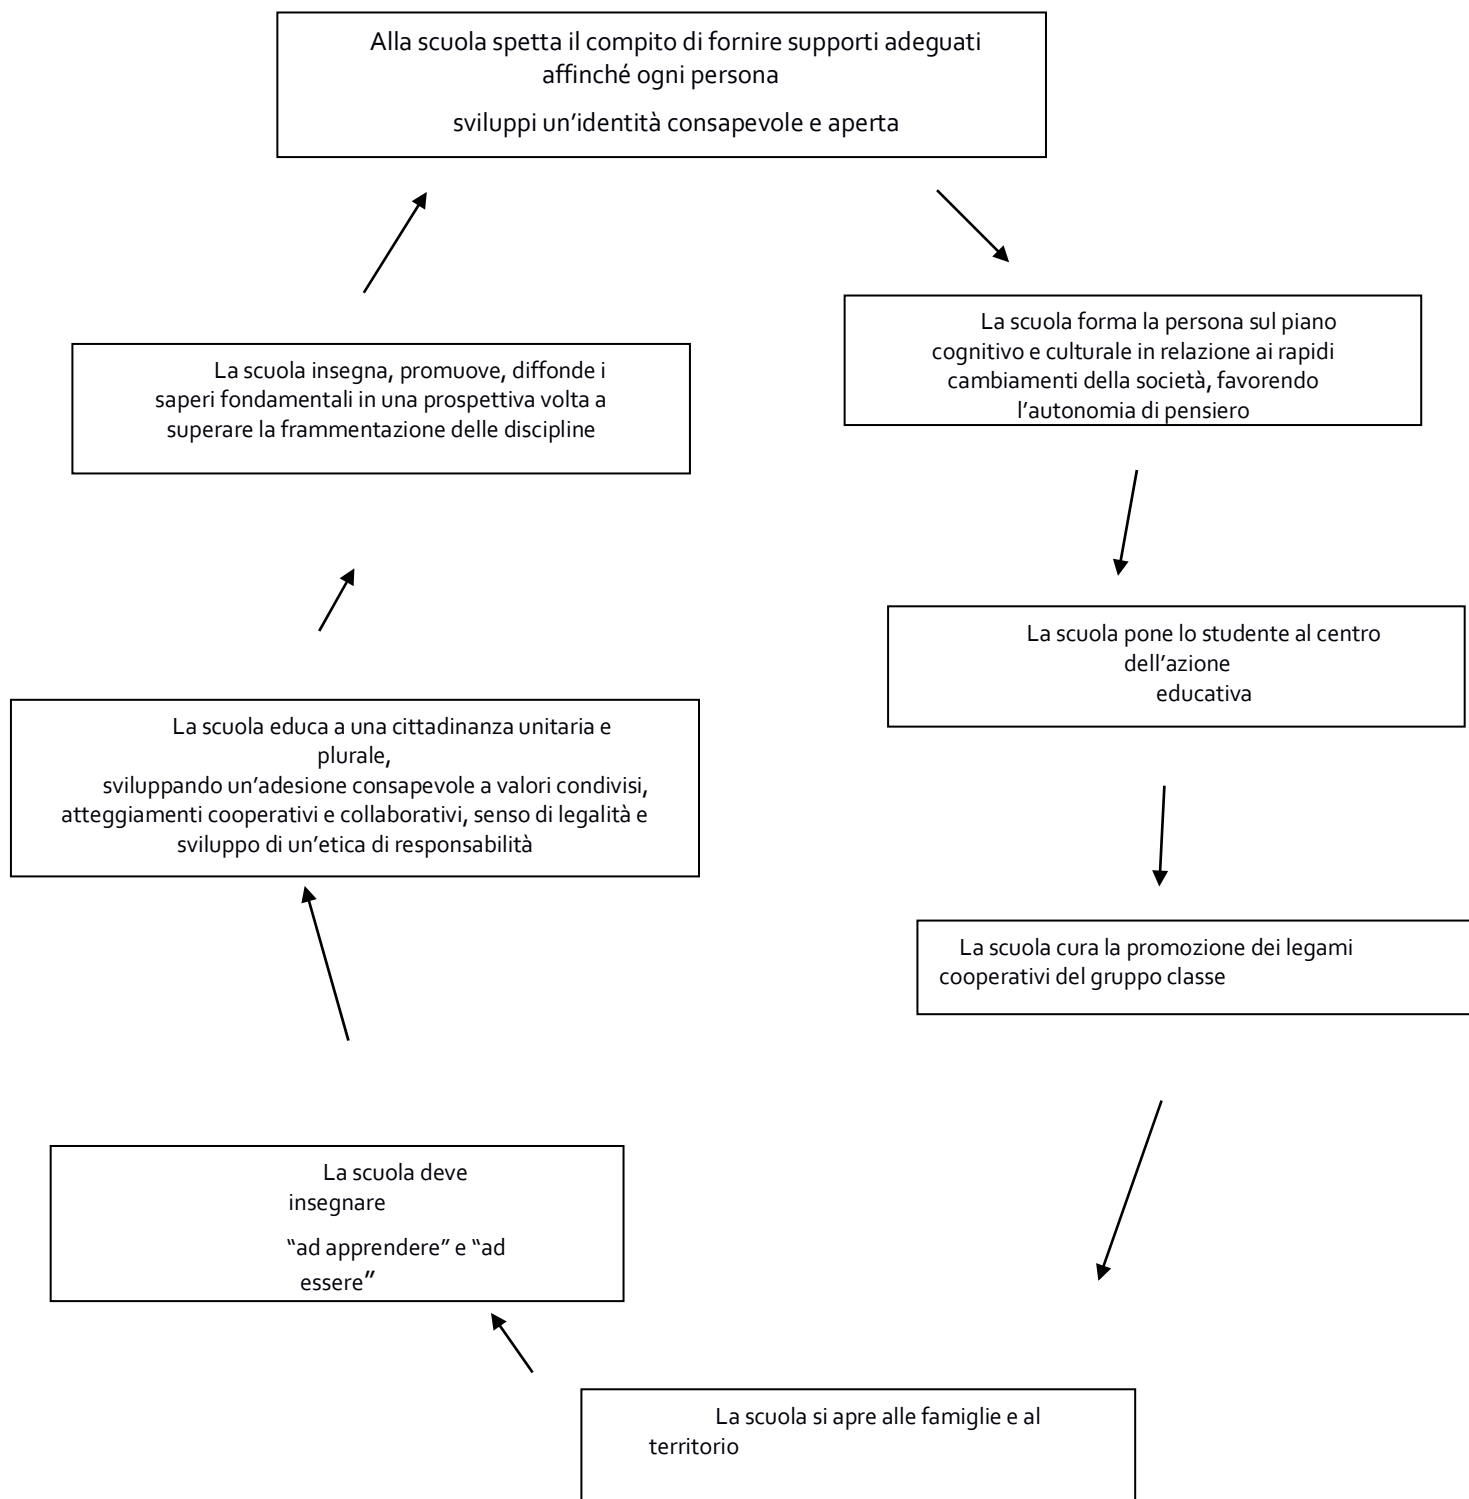 Alla scuola spetta il compito di fornire supporti adeguati
affinché ogni persona
sviluppi un’identità consapevole e aperta
La scuola forma la persona sul piano
cognitivo e culturale in relazione ai rapidi
cambiamenti della società, favorendo
l’autonomia di pensiero
La scuola insegna, promuove, diffonde i
saperi fondamentali in una prospettiva volta a
superare la frammentazione delle discipline
La scuola pone lo studente al centro
dell’azione
educativa
La scuola educa a una cittadinanza unitaria e
plurale,
sviluppando un’adesione consapevole a valori condivisi,
atteggiamenti cooperativi e collaborativi, senso di legalità e
sviluppo di un’etica di responsabilità
La scuola cura la promozione dei legami
cooperativi del gruppo classe
La scuola deve
insegnare
“ad apprendere” e “ad
essere”
La scuola si apre alle famiglie e al
territorio